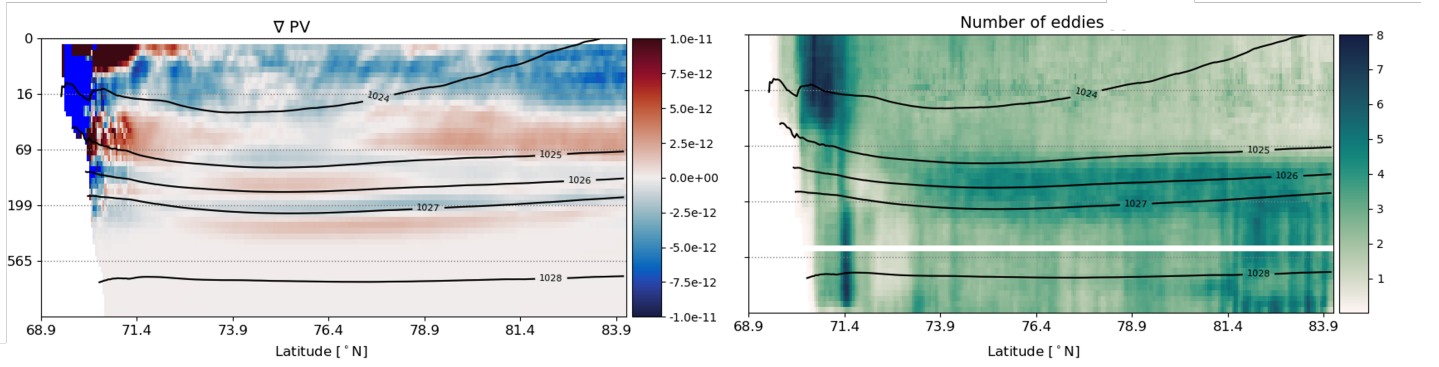 ∇ PV
0
16
69
199
565
1024
1025
1026
1027
1028
68.9 71.4 73.9 76.4 78.9 81.4 83.9
Latitude [°N]
1.0e-11
7.5e-12
5.0e-12
2.5e-12
0.0e+00
-2.5e-12
-5.0e-12
-7.5e-12
-1.0e-11
Number of eddies
1024
1025
1026
1027
1028
68.9 71.4 73.9 76.4 78.9 81.4 83.9
Latitude [°N]
8
7
6
5
4
3
2
1